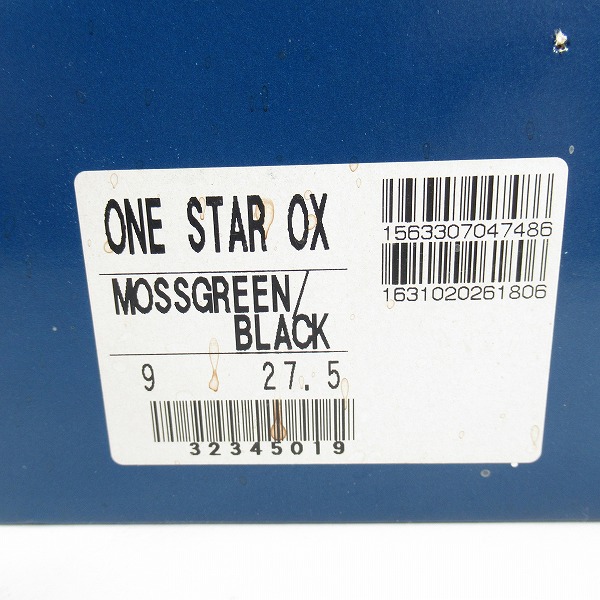 ONE STAR OX
MOSSGREEN/
BLACK
9 27.5
32345019
1563307047486
1631020261806